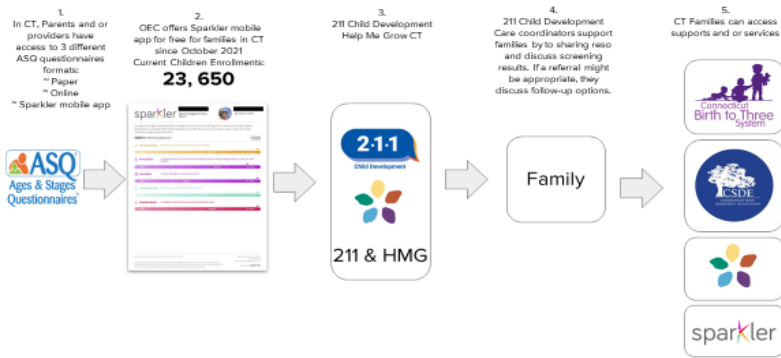 1.
In CT, Parents and or
providers have
access to 3 different
ASQ questionnaires
formats:
~ Paper
~ Online
~ Sparkler mobile app
ASQ
Ages & Stages
Questionnaires
2.
OEC offers Sparkler mobile
app for free for families in CT
since October 2021
Current Children Enrollments:
23, 650
sparkler
3.
211 Child Development
Help Me Grow CT
2-1-1
Child Development
211 & HMG
4.
211 Child Development
Care coordinators support
families by to sharing reso
and discuss screening
results. If a referral might
be appropriate, they
discuss follow-up options.
Family
5.
CT Families can access
supports and or services
Connecticut
Birth to Three
System
CSDE
sparkler